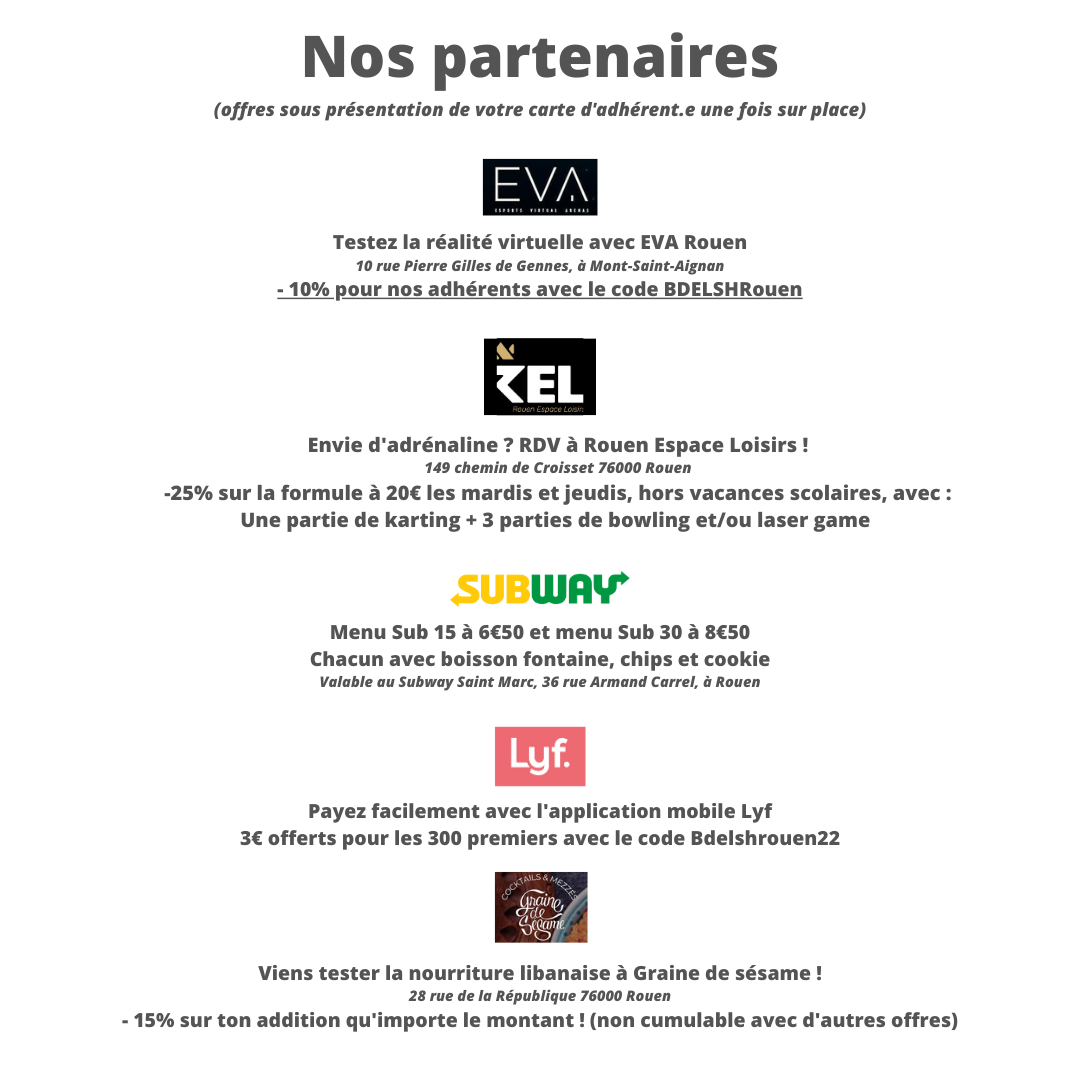 Nos partenaires
(offres sous présentation de votre carte d'adhérent.e une fois sur place)
EVA
ESPORTS VIRTUAL ARENAS
Testez la réalité virtuelle avec EVA Rouen
10 rue Pierre Gilles de Gennes, à Mont-Saint-Aignan
- 10% pour nos adhérents avec le code BDELSHRouen
REL
Rouen Espace Loisir
Envie d'adrénaline ? RDV à Rouen Espace Loisirs !
149 chemin de Croisset 76000 Rouen
-25% sur la formule à 20€ les mardis et jeudis, hors vacances scolaires, avec :
Une partie de karting + 3 parties de bowling et/ou laser game
SUBWAY
Menu Sub 15 à 6€50 et menu Sub 30 à 8€50
Chacun avec boisson fontaine, chips et cookie
Valable au Subway Saint Marc, 36 rue Armand Carrel, à Rouen
Lyf.
Payez facilement avec l'application mobile Lyf
3€ offerts pour les 300 premiers avec le code Bdelshrouen22
COCKTAILS & MEZZÉS
Graine
de
Sésame
Viens tester la nourriture libanaise à Graine de sésame !
28 rue de la République 76000 Rouen
- 15% sur ton addition qu'importe le montant ! (non cumulable avec d'autres offres)